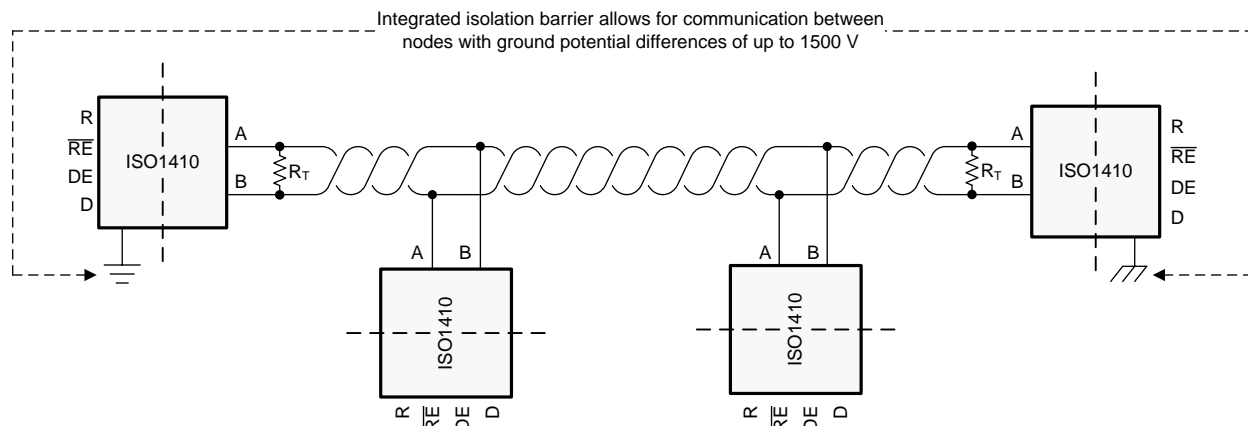 Integrated isolation barrier allows for communication between
nodes with ground potential differences of up to 1500 V
R
RE
DE
D
ISO1410
A
B
RT
A
B
RT
ISO1410
R
RE
DE
D
A B
ISO1410
R RE DE D
A B
ISO1410
R RE DE D